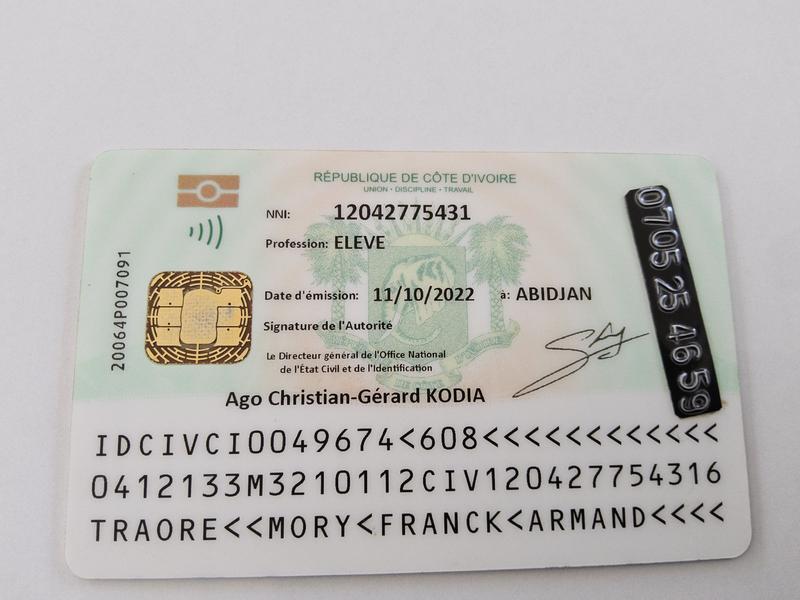 RÉPUBLIQUE DE CÔTE D'IVOIRE
UNION - DISCIPLINE - TRAVAIL
NNI: 12042775431
Profession: ELEVE
Date d'émission: 11/10/2022 à: ABIDJAN
Signature de l'Autorité
Le Directeur général de l'Office National
de l'État Civil et de l'Identification
Ago Christian-Gérard KODIA
20064P007091
0705 25 46 59
IDCIVCI0049674<608<<<<<<<<<<<<
0412133M3210112CIV120427754316
TRAORE<<MORY<FRANCK<ARMAND<<<<